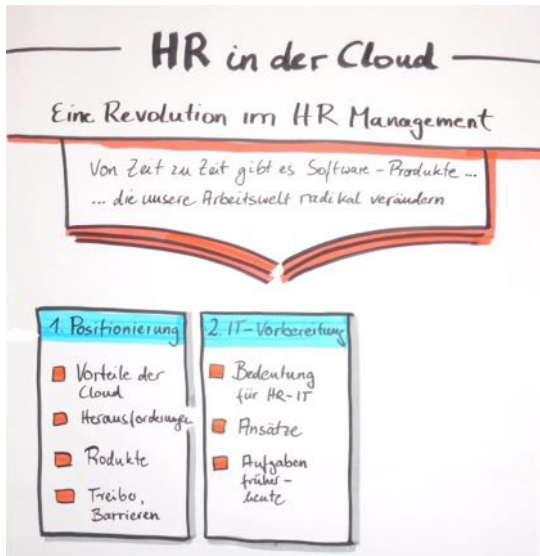 HR in der Cloud
Eine Revolution im HR Management
Von Zeit zu Zeit gibt es Software-Produkte ...
... die unsere Arbeitswelt radikal verändern
1. Positionierung
Vorteile der
Cloud
Herausforderungen
Produkte
Treiber,
Barrieren
2. IT-Vorbereitung
Bedeutung
für HR-IT
Ansätze
Aufgaben
früher -
heute